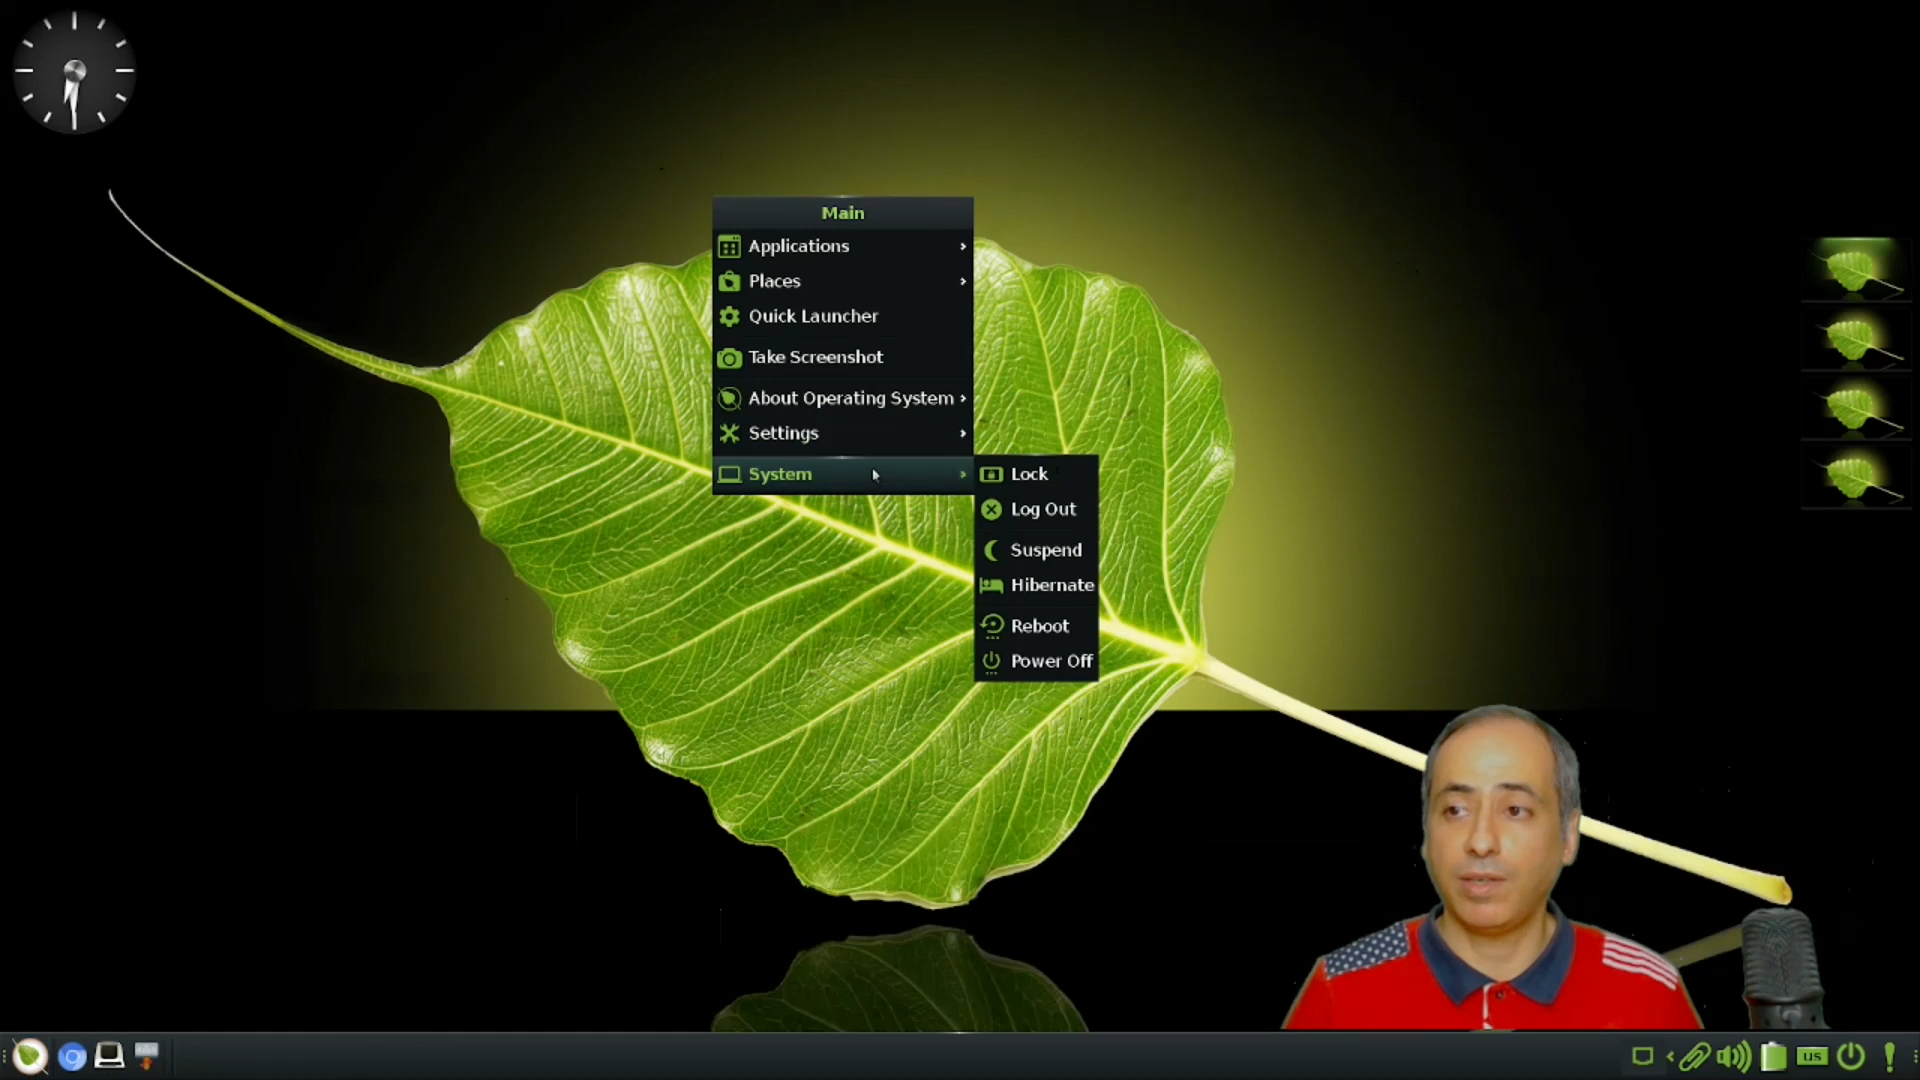 Main
Applications
Places
Quick Launcher
Take Screenshot
About Operating System
Settings
System
Lock
Log Out
Suspend
Hibernate
Reboot
Power Off
us